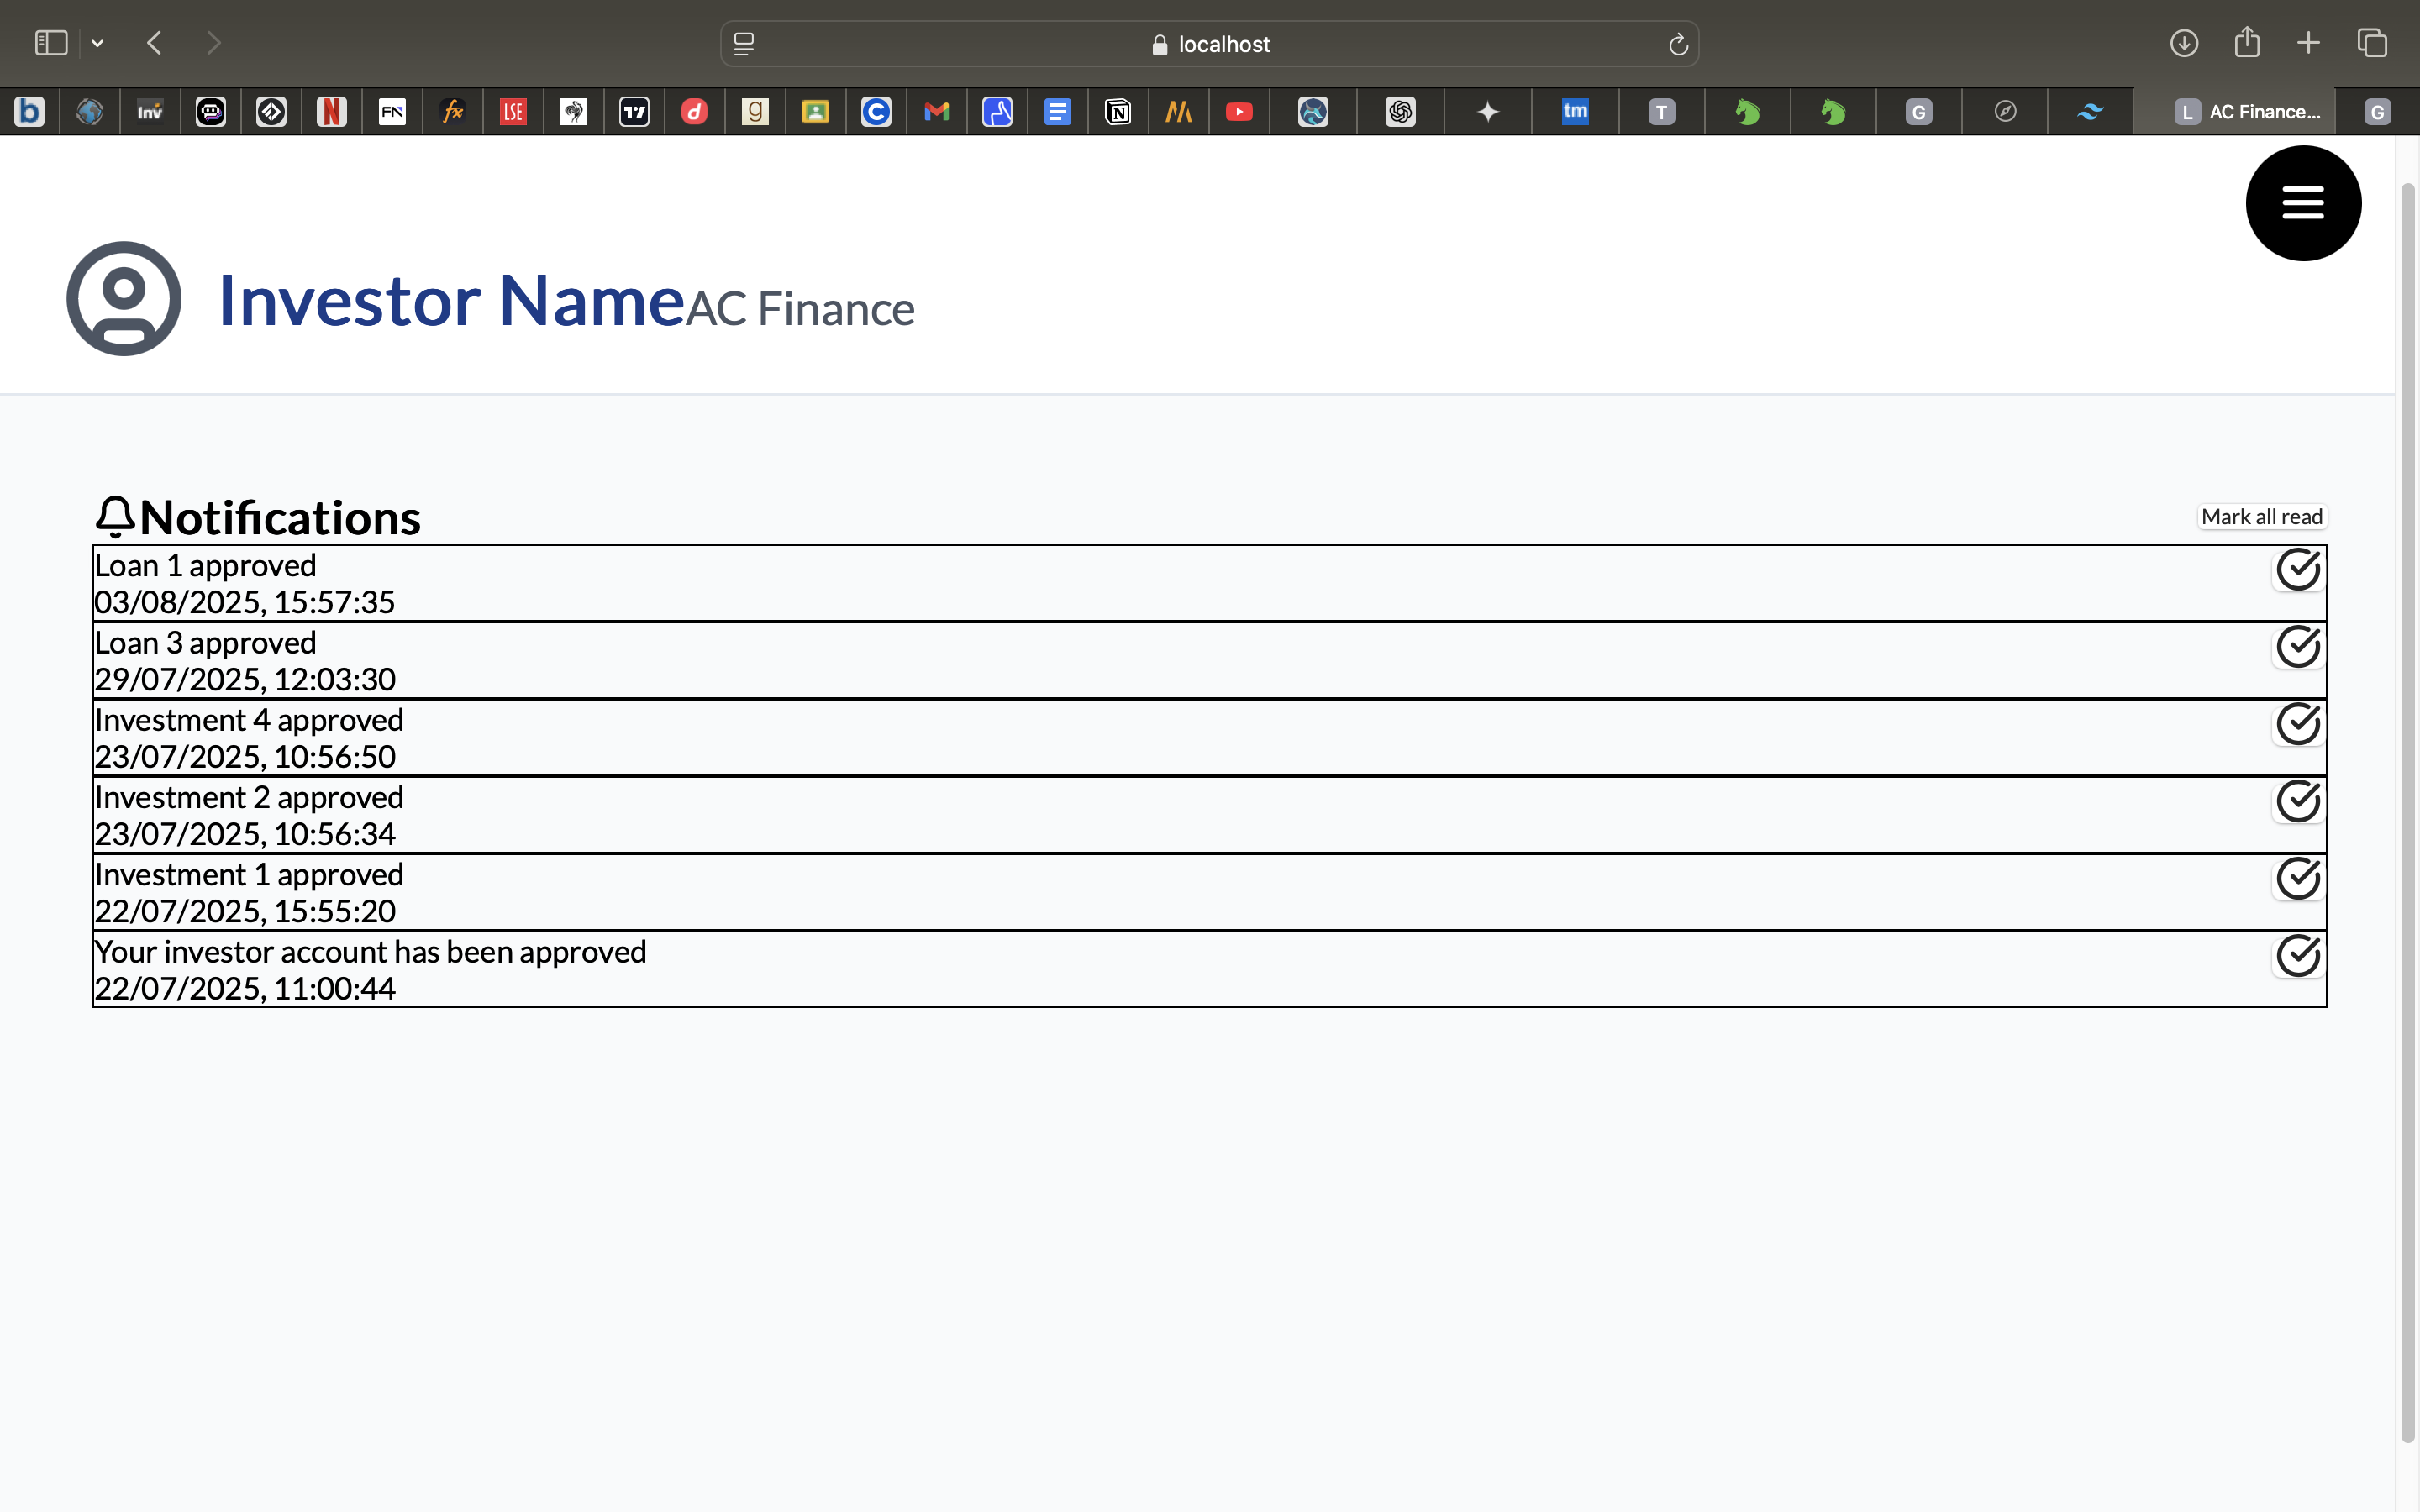 localhost
b
Inv
N
FN
fx
LSE
d
g
C
N
tm
T
G
L AC Finance...
G
Investor Name AC Finance
Notifications
Mark all read
Loan 1 approved
03/08/2025, 15:57:35
Loan 3 approved
29/07/2025, 12:03:30
Investment 4 approved
23/07/2025, 10:56:50
Investment 2 approved
23/07/2025, 10:56:34
Investment 1 approved
22/07/2025, 15:55:20
Your investor account has been approved
22/07/2025, 11:00:44